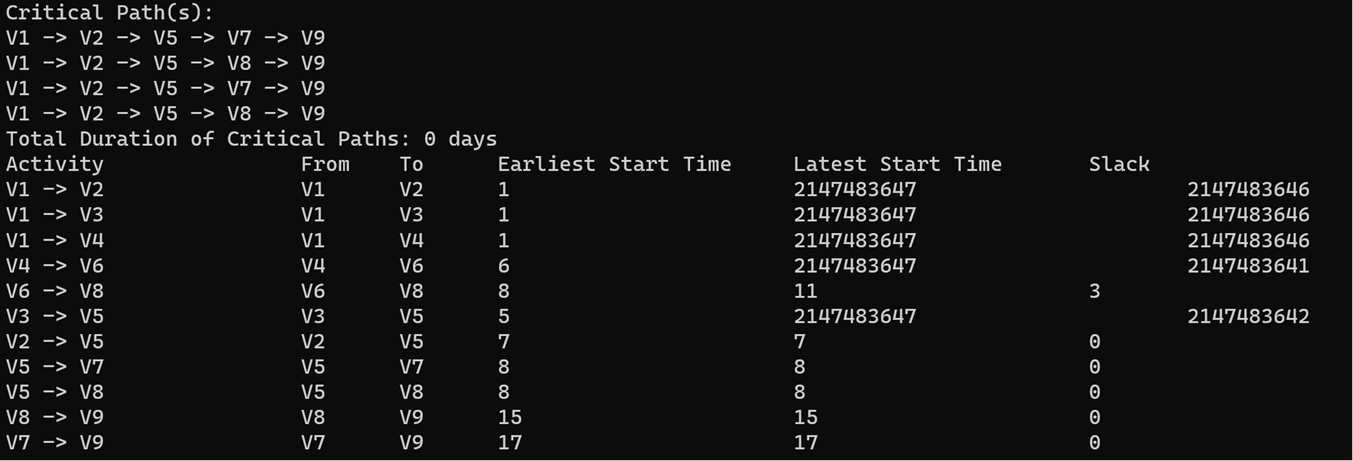 Critical Path(s):
V1 -> V2 -> V5 -> V7 -> V9
V1 -> V2 -> V5 -> V8 -> V9
V1 -> V2 -> V5 -> V7 -> V9
V1 -> V2 -> V5 -> V8 -> V9
Total Duration of Critical Paths: 0 days
Activity From To Earliest Start Time Latest Start Time Slack
V1 -> V2 V1 V2 1 2147483647 2147483646
V1 -> V3 V1 V3 1 2147483647 2147483646
V1 -> V4 V1 V4 1 2147483647 2147483646
V4 -> V6 V4 V6 6 2147483647 2147483641
V6 -> V8 V6 V8 8 11 3
V3 -> V5 V3 V5 5 2147483647 2147483642
V2 -> V5 V2 V5 7 7 0
V5 -> V7 V5 V7 8 8 0
V5 -> V8 V5 V8 8 8 0
V8 -> V9 V8 V9 15 15 0
V7 -> V9 V7 V9 17 17 0